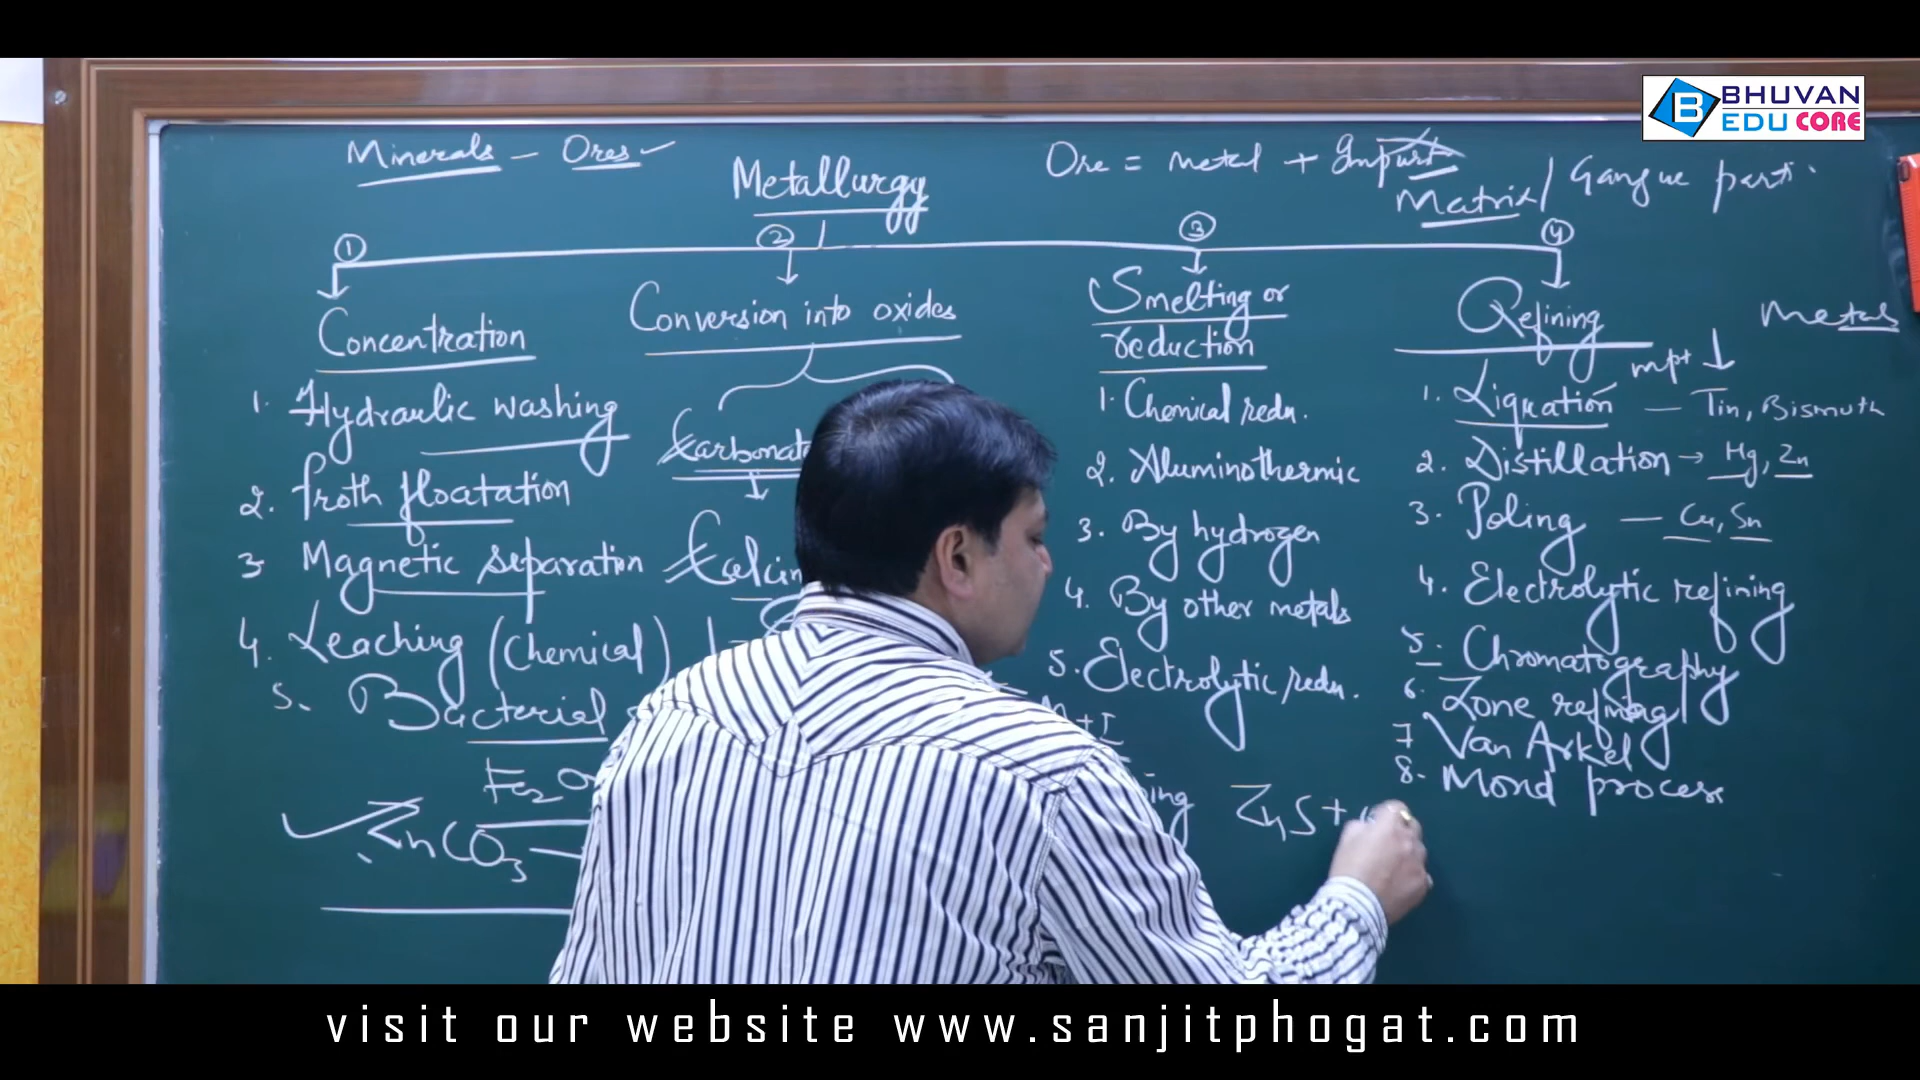 BHUVAN
EDU CORE
Minerals - Ores ✓
Metallurgy
Ore = metal + Impurt
Matrix / Gangue parti.
① ② ③ ④
Concentration
1. Hydraulic washing
2. Froth floatation
3 Magnetic separation
4. Leaching (Chemical)
5. Bacterial
Fe2O
ZnCO3
Conversion into oxides
Carbonat
Calcin
Smelting or
reduction
1. Chemical redn.
2. Aluminothermic
3. By hydrogen
4. By other metals
5. Electrolytic redn.
M + I
ZnS +
Refining
Metals
mpt ↓
1. Liquation — Tin, Bismuth
2. Distillation → Hg, Zn
3. Poling — Cu, Sn
4. Electrolytic refining
5. Chromatography
6. Zone refining
7 Van Arkel
8. Mond process
visit our website www.sanjitphogat.com